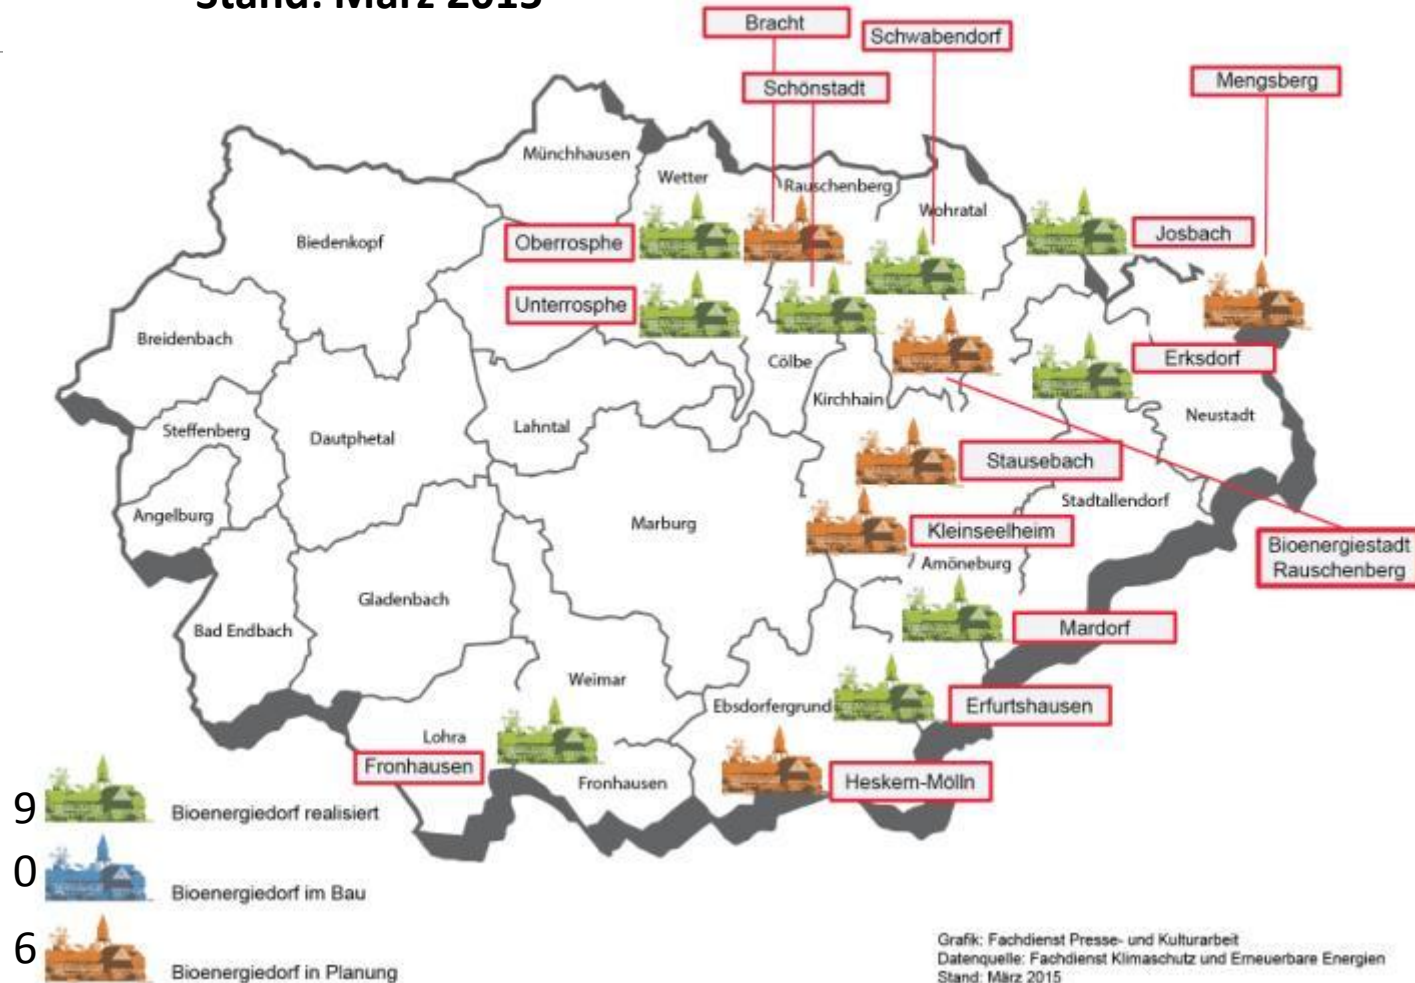 Stand: März 2015
Bracht
Schwabendorf
Schönstadt
Mengsberg
Münchhausen
Wetter
Rauschenberg
Wohratal
Josbach
Biedenkopf
Oberrosphe
Unterrosphe
Breidenbach
Erksdorf
Cölbe
Kirchhain
Neustadt
Steffenberg
Dautphetal
Lahntal
Stausebach
Stadtallendorf
Angelburg
Marburg
Kleinseelheim
Bioenergiestadt
Rauschenberg
Amöneburg
Gladenbach
Bad Endbach
Mardorf
Weimar
Ebsdorfergrund
Erfurtshausen
Lohra
Fronhausen
Fronhausen
Heskem-Mölln
9 Bioenergiedorf realisiert
0 Bioenergiedorf im Bau
6 Bioenergiedorf in Planung
Grafik: Fachdienst Presse- und Kulturarbeit
Datenquelle: Fachdienst Klimaschutz und Erneuerbare Energien
Stand: März 2015